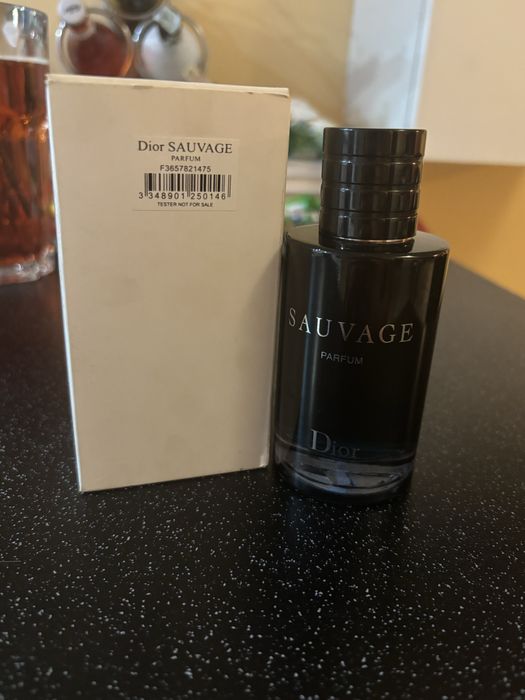 Dior SAUVAGE
PARFUM
F3657821475
3 348901 250146
TESTER NOT FOR SALE
SAUVAGE
PARFUM
Dior